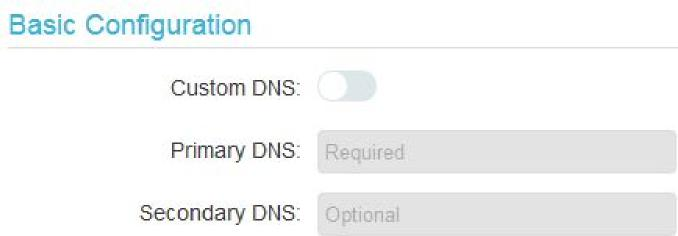 Basic Configuration
Custom DNS:
Primary DNS: Required
Secondary DNS: Optional